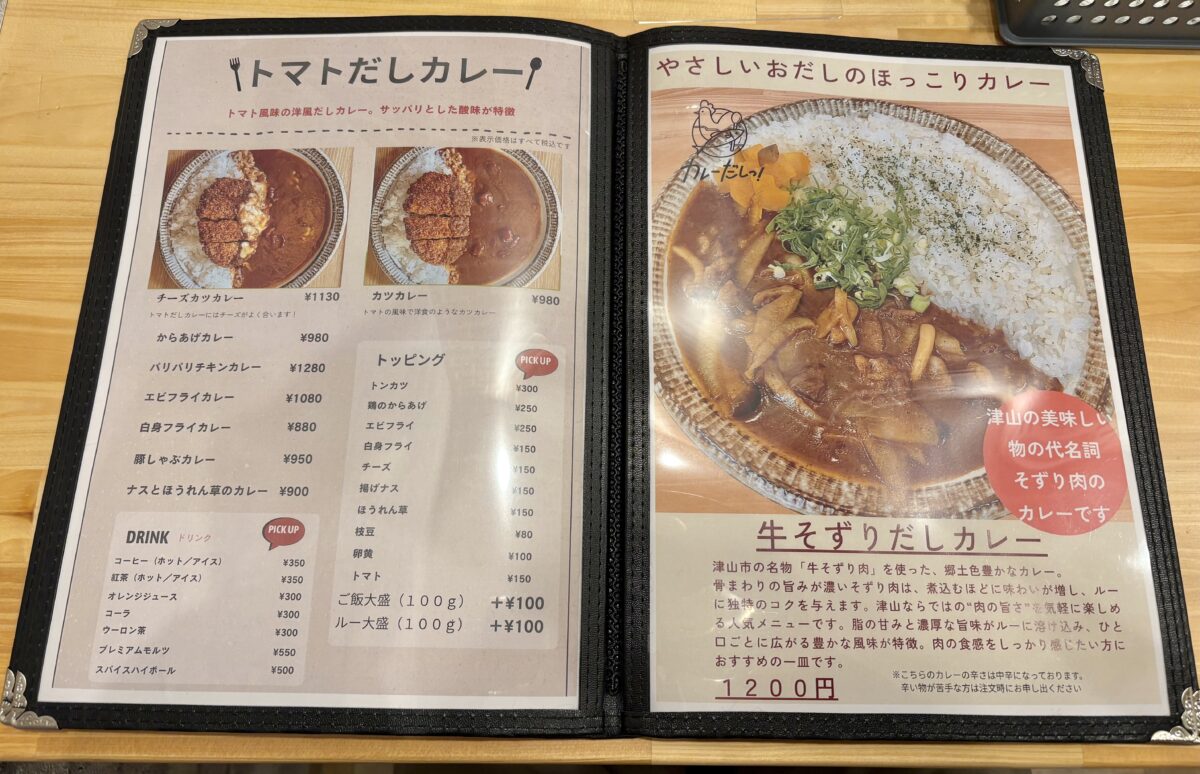 トマトだしカレー
トマト風味の洋風だしカレー。サッパリとした酸味が特徴
※表示価格はすべて税込です
チーズカツカレー ¥1130
トマトだしカレーにはチーズがよく合います！
カツカレー ¥980
トマトの風味で洋食のようなカツカレー
からあげカレー ¥980
バリバリチキンカレー ¥1280
エビフライカレー ¥1080
白身フライカレー ¥880
豚しゃぶカレー ¥950
ナスとほうれん草のカレー ¥900
DRINK ドリンク
PICK UP
コーヒー（ホット／アイス） ¥350
紅茶（ホット／アイス） ¥350
オレンジジュース ¥300
コーラ ¥300
ウーロン茶 ¥300
プレミアムモルツ ¥550
スパイスハイボール ¥500
トッピング
PICK UP
トンカツ ¥300
鶏のからあげ ¥250
エビフライ ¥250
白身フライ ¥150
チーズ ¥150
揚げナス ¥150
ほうれん草 ¥150
枝豆 ¥80
卵黄 ¥100
トマト ¥150
ご飯大盛（１００ｇ） +¥100
ルー大盛（１００ｇ） +¥100
やさしいおだしのほっこりカレー
カレーだしっ！
津山の美味しい
物の代名詞
そずり肉の
カレーです
牛そずりだしカレー
津山市の名物「牛そずり肉」を使った、郷土色豊かなカレー。
骨まわりの旨みが濃いそずり肉は、煮込むほどに味わいが増し、ルー
に独特のコクを与えます。津山ならではの“肉の旨さ”を気軽に楽しめ
る人気メニューです。脂の甘みと濃厚な旨味がルーに溶け込み、ひと
口ごとに広がる豊かな風味が特徴。肉の食感をしっかり感じたい方に
おすすめの一皿です。
１２００円
※こちらのカレーの辛さは中辛になっております。
辛い物が苦手な方は注文時にお申し出ください